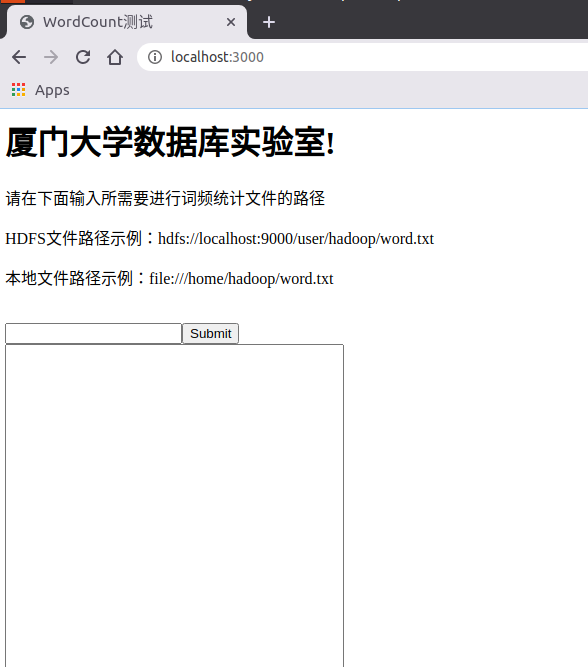 WordCount测试
localhost:3000
Apps
厦门大学数据库实验室!
请在下面输入所需要进行词频统计文件的路径
HDFS文件路径示例：hdfs://localhost:9000/user/hadoop/word.txt
本地文件路径示例：file:///home/hadoop/word.txt
Submit